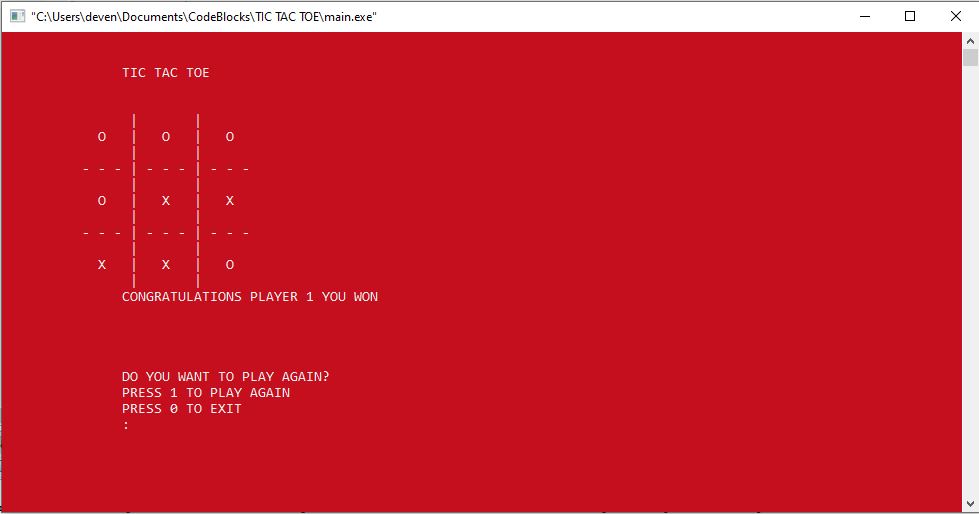 "C:\Users\deven\Documents\CodeBlocks\TIC TAC TOE\main.exe"
TIC TAC TOE
| |
O | O | O
| |
- - - | - - - | - - -
| |
O | X | X
| |
- - - | - - - | - - -
| |
X | X | O
| |
CONGRATULATIONS PLAYER 1 YOU WON
DO YOU WANT TO PLAY AGAIN?
PRESS 1 TO PLAY AGAIN
PRESS 0 TO EXIT
: